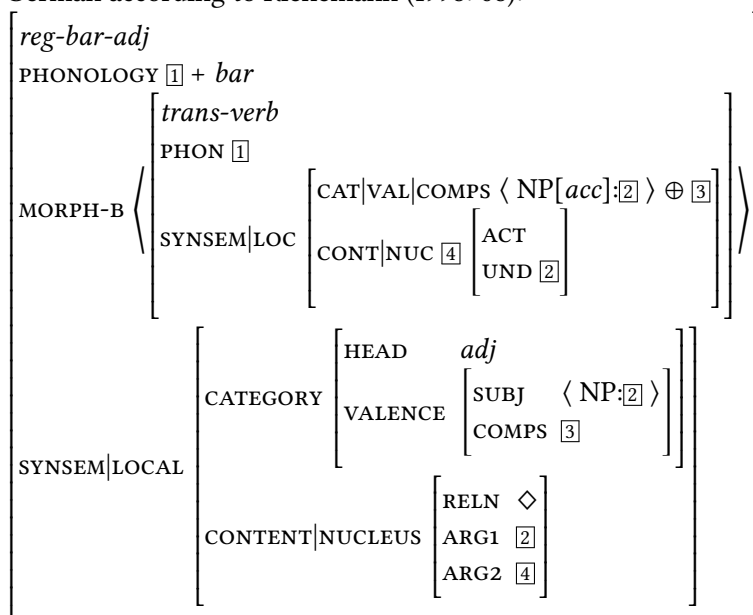 German according to Riehemann
reg-bar-adj
PHONOLOGY 1 + bar
trans-verb
PHON 1
MORPH-B ⟨
SYNSEM|LOC
CAT|VAL|COMPS ⟨ NP[acc]:2 ⟩ ⊕ 3
CONT|NUC 4
ACT
UND 2
⟩
SYNSEM|LOCAL
CATEGORY
HEAD adj
VALENCE
SUBJ ⟨ NP:2 ⟩
COMPS 3
CONTENT|NUCLEUS
RELN ◇
ARG1 2
ARG2 4